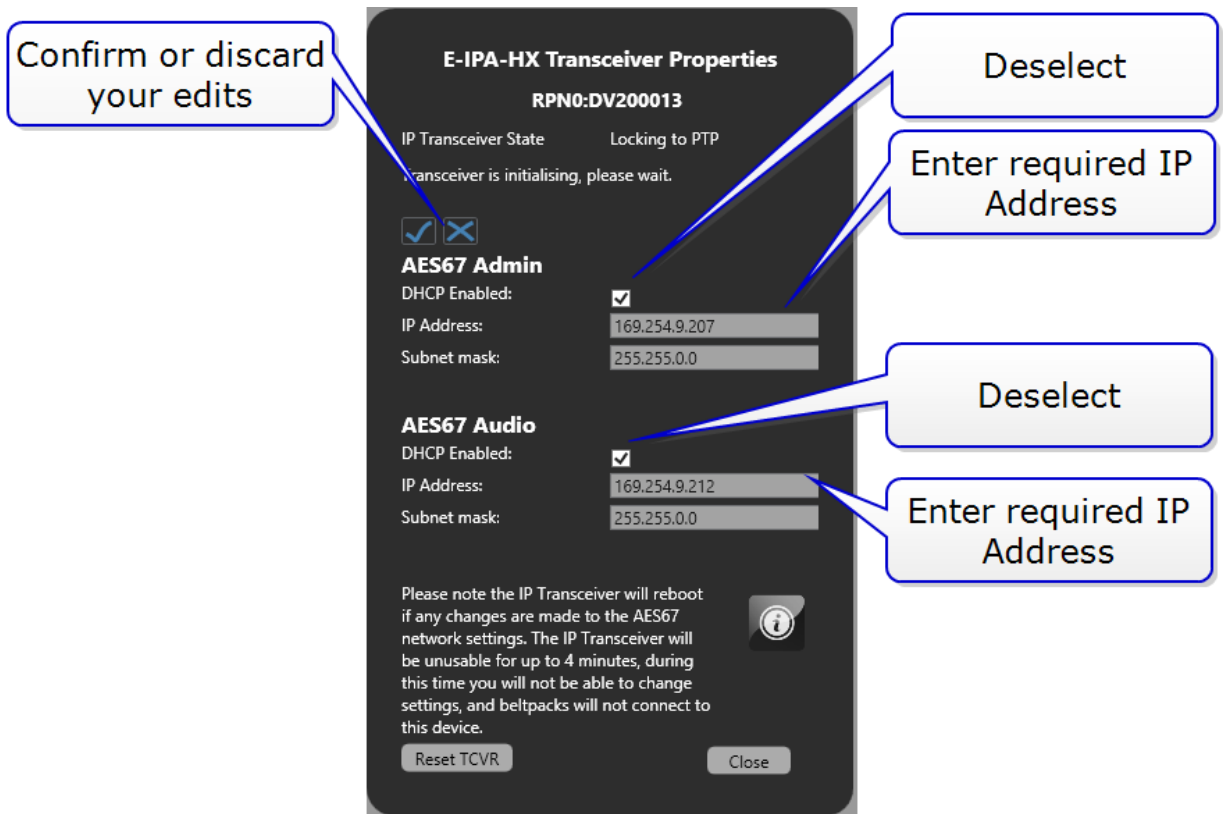 Confirm or discard
your edits
E-IPA-HX Transceiver Properties
RPN0:DV200013
IP Transceiver State Locking to PTP
Transceiver is initialising, please wait.
AES67 Admin
DHCP Enabled:
IP Address: 169.254.9.207
Subnet mask: 255.255.0.0
AES67 Audio
DHCP Enabled:
IP Address: 169.254.9.212
Subnet mask: 255.255.0.0
Please note the IP Transceiver will reboot
if any changes are made to the AES67
network settings. The IP Transceiver will
be unusable for up to 4 minutes, during
this time you will not be able to change
settings, and beltpacks will not connect to
this device.
Reset TCVR Close
Deselect
Enter required IP
Address
Deselect
Enter required IP
Address